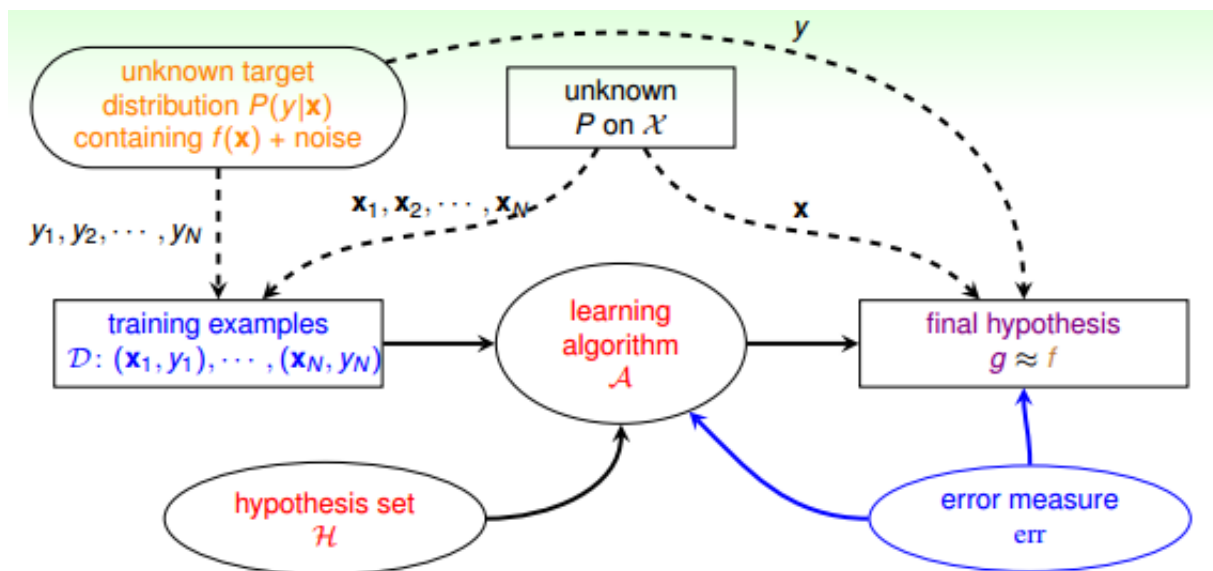 y
unknown target
distribution P(y|x)
containing f(x) + noise
unknown
P on 𝒳
y₁, y₂, ⋯ , y_N
x₁, x₂, ⋯ , x_N
x
training examples
𝒟: (x₁, y₁), ⋯ , (x_N, y_N)
learning
algorithm
𝒜
final hypothesis
g ≈ f
hypothesis set
ℋ
error measure
err